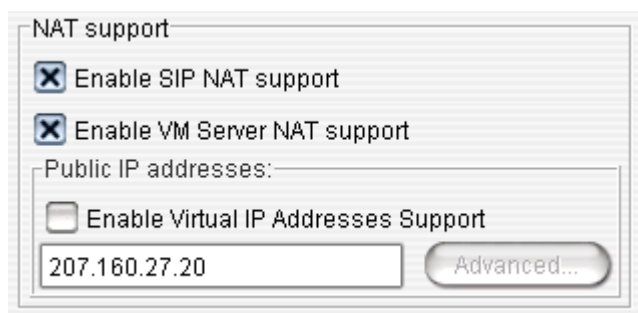 NAT support
Enable SIP NAT support
Enable VM Server NAT support
Public IP addresses:
Enable Virtual IP Addresses Support
207.160.27.20 Advanced...